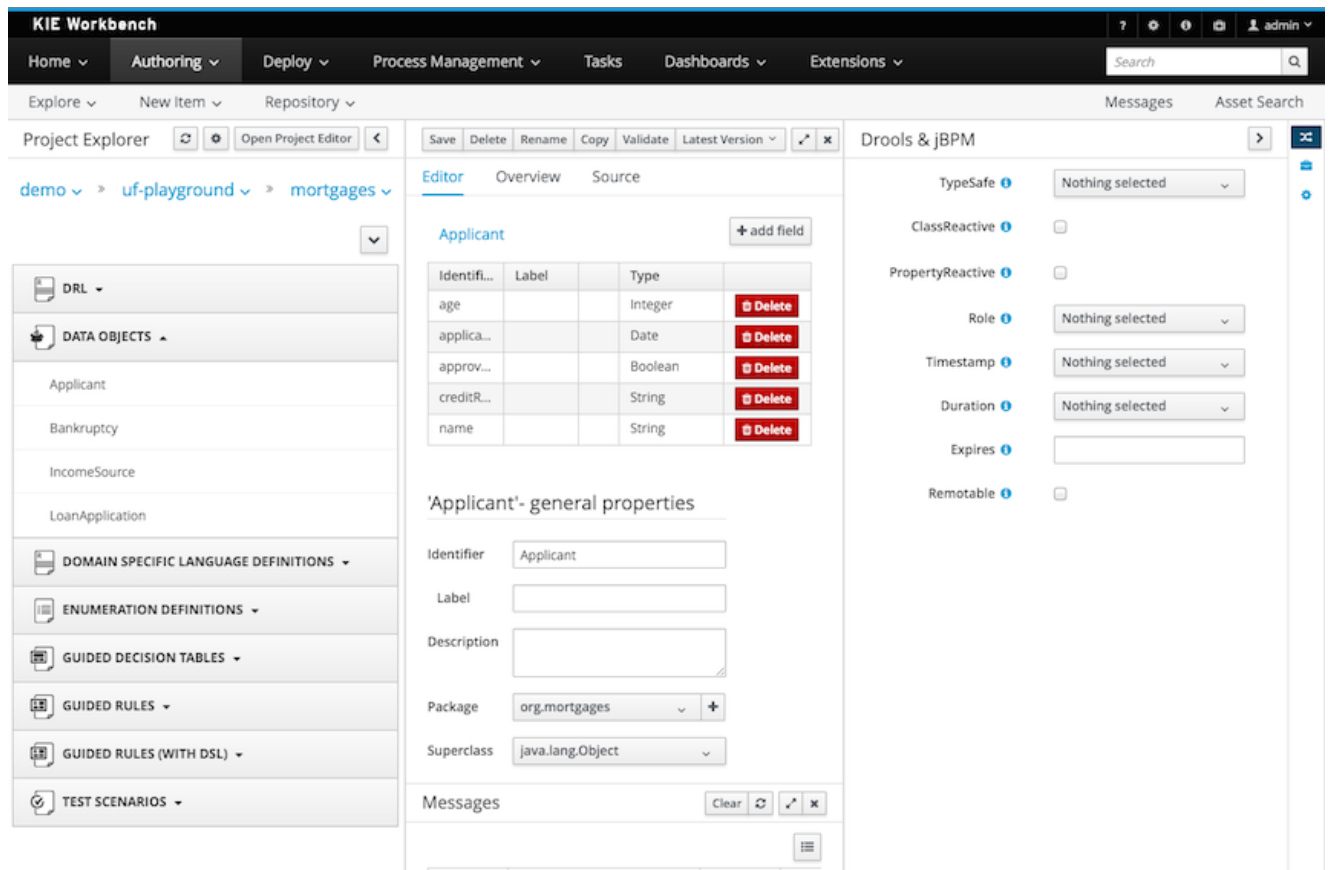 KIE Workbench
? admin
Home Authoring Deploy Process Management Tasks Dashboards Extensions Search
Explore New Item Repository Messages Asset Search
Project Explorer Open Project Editor
demo » uf-playground » mortgages
DRL
DATA OBJECTS
Applicant
Bankruptcy
IncomeSource
LoanApplication
DOMAIN SPECIFIC LANGUAGE DEFINITIONS
ENUMERATION DEFINITIONS
GUIDED DECISION TABLES
GUIDED RULES
GUIDED RULES (WITH DSL)
TEST SCENARIOS
Save Delete Rename Copy Validate Latest Version
Editor Overview Source
Applicant + add field
Identifi... Label Type
age Integer Delete
applica... Date Delete
approv... Boolean Delete
creditR... String Delete
name String Delete
'Applicant'- general properties
Identifier Applicant
Label
Description
Package org.mortgages +
Superclass java.lang.Object
Messages Clear
Drools & jBPM
TypeSafe Nothing selected
ClassReactive
PropertyReactive
Role Nothing selected
Timestamp Nothing selected
Duration Nothing selected
Expires
Remotable